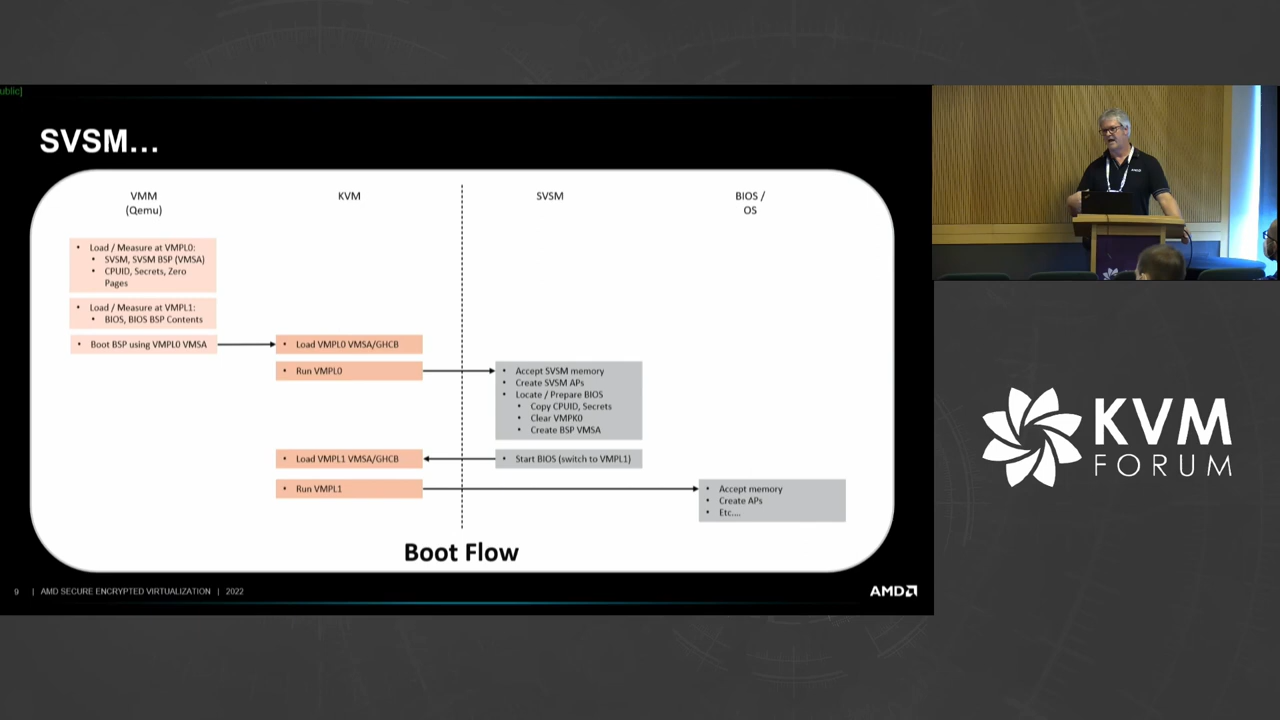 ublic]
SVSM...
VMM
(Qemu)
KVM
SVSM
BIOS /
OS
• Load / Measure at VMPL0:
• SVSM, SVSM BSP (VMSA)
• CPUID, Secrets, Zero
Pages
• Load / Measure at VMPL1:
• BIOS, BIOS BSP Contents
• Boot BSP using VMPL0 VMSA
• Load VMPL0 VMSA/GHCB
• Run VMPL0
• Accept SVSM memory
• Create SVSM APs
• Locate / Prepare BIOS
• Copy CPUID, Secrets
• Clear VMPK0
• Create BSP VMSA
• Load VMPL1 VMSA/GHCB
• Start BIOS (switch to VMPL1)
• Run VMPL1
• Accept memory
• Create APs
• Etc....
Boot Flow
9 | AMD SECURE ENCRYPTED VIRTUALIZATION | 2022
AMD
AMD
KVM
FORUM